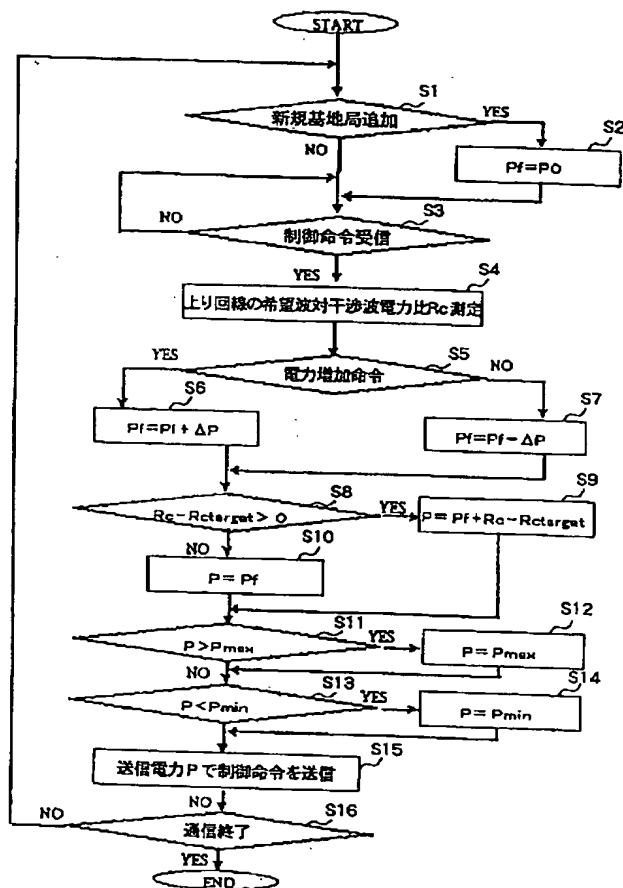 START
S1
新規基地局追加
YES
S2
NO
Pf=P0
S3
NO
制御命令受信
YES
S4
上り回線の希望波対干渉波電力比Rc測定
YES
S5
NO
電力増加命令
S6
S7
Pf=Pf+ΔP
Pf=Pf-ΔP
S8
S9
Rc-Rctarget>0
YES
P=Pf+Rc-Rctarget
NO
S10
P=Pf
S11
S12
P>Pmax
YES
P=Pmax
NO
S13
S14
P<Pmin
YES
P=Pmin
S15
送信電力Pで制御命令を送信
NO
S16
NO
通信終了
YES
END